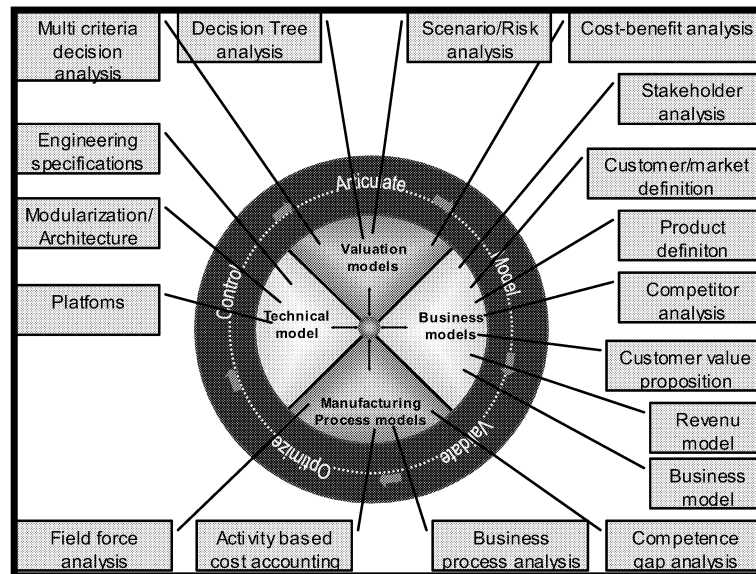 Multi criteria
decision
analysis
Decision Tree
analysis
Scenario/Risk
analysis
Cost-benefit analysis
Stakeholder
analysis
Engineering
specifications
Customer/market
definition
Modularization/
Architecture
Product
definiton
Platfoms
Competitor
analysis
Customer value
proposition
Revenu
model
Business
model
Articulate
Model
Validate
Optimize
Control
Valuation
models
Technical
model
Business
models
Manufacturing
Process models
Field force
analysis
Activity based
cost accounting
Business
process analysis
Competence
gap analysis